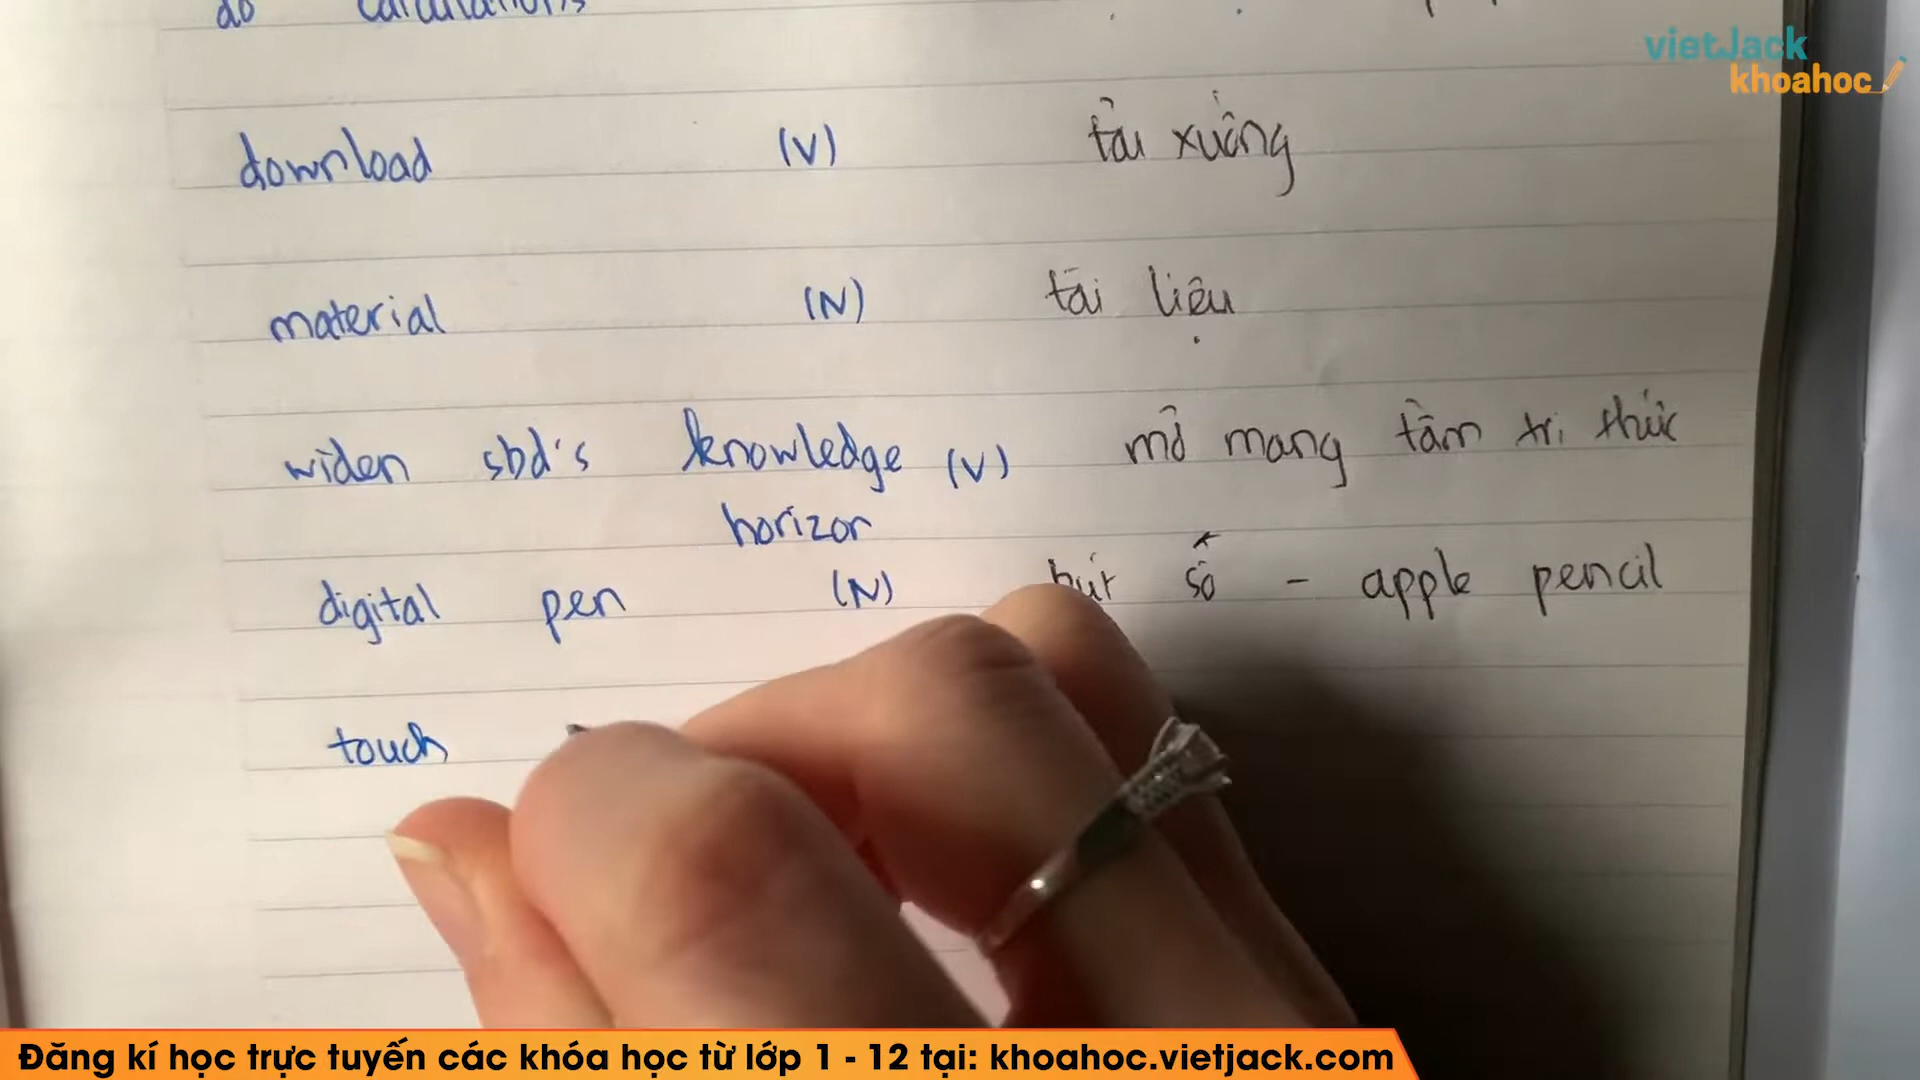 do calculations
vietJack
khoahoc
download (V) tải xuống
material (N) tài liệu
widen sbd's knowledge (V) mở mang tầm tri thức
horizon
digital pen (N) bút số - apple pencil
touch
Đăng kí học trực tuyến các khóa học từ lớp 1 - 12 tại: khoahoc.vietjack.com